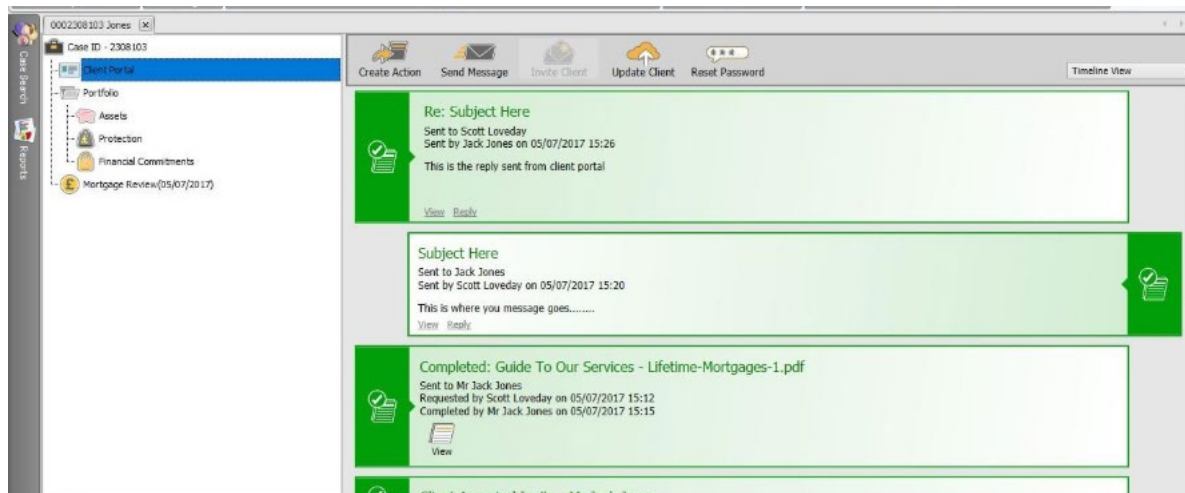 0002308103 Jones
Case ID - 2308103
Client Portal
Portfolio
Assets
Protection
Financial Commitments
Mortgage Review(05/07/2017)
Case Search
Reports
Create Action
Send Message
Invite Client
Update Client
Reset Password
Timeline View
Re: Subject Here
Sent to Scott Loveday
Sent by Jack Jones on 05/07/2017 15:26
This is the reply sent from client portal
View Reply
Subject Here
Sent to Jack Jones
Sent by Scott Loveday on 05/07/2017 15:20
This is where you message goes.........
View Reply
Completed: Guide To Our Services - Lifetime-Mortgages-1.pdf
Sent to Mr Jack Jones
Requested by Scott Loveday on 05/07/2017 15:12
Completed by Mr Jack Jones on 05/07/2017 15:15
View